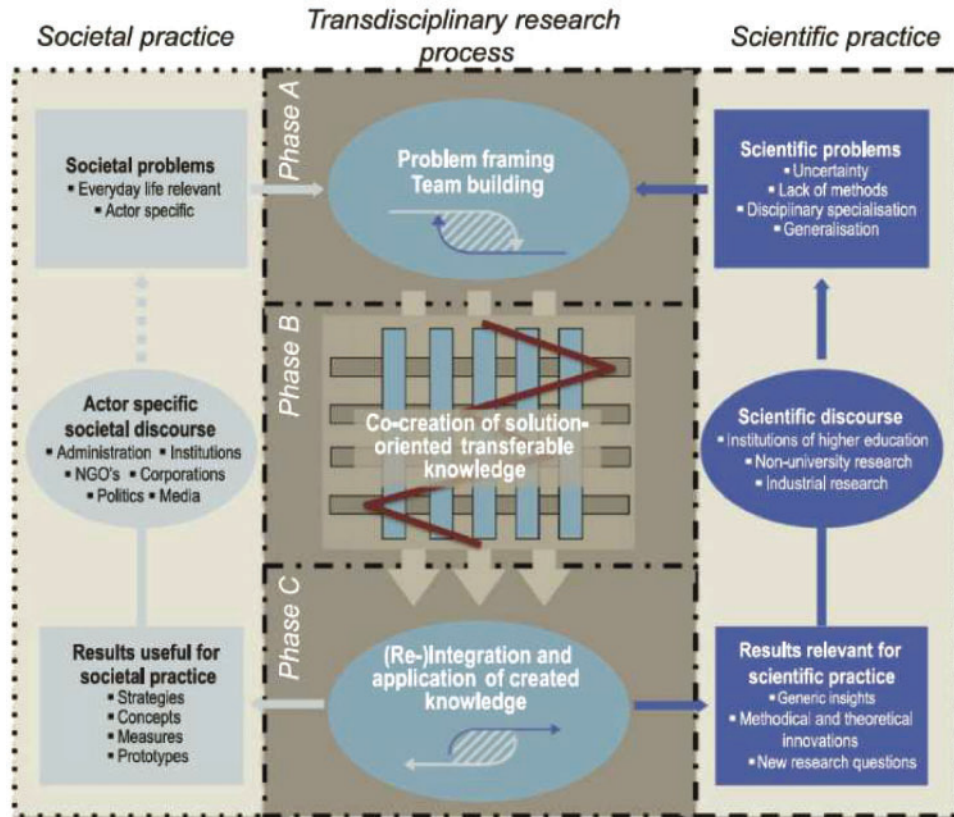 Societal practice
Transdisciplinary research
process
Scientific practice
Phase A
Societal problems
▪ Everyday life relevant
▪ Actor specific
Problem framing
Team building
Scientific problems
▪ Uncertainty
▪ Lack of methods
▪ Disciplinary specialisation
▪ Generalisation
Phase B
Actor specific
societal discourse
▪ Administration ▪ Institutions
▪ NGO's ▪ Corporations
▪ Politics ▪ Media
Co-creation of solution-
oriented transferable
knowledge
Scientific discourse
▪ Institutions of higher education
▪ Non-university research
▪ Industrial research
Phase C
Results useful for
societal practice
▪ Strategies
▪ Concepts
▪ Measures
▪ Prototypes
(Re-)Integration and
application of created
knowledge
Results relevant for
scientific practice
▪ Generic insights
▪ Methodical and theoretical
innovations
▪ New research questions